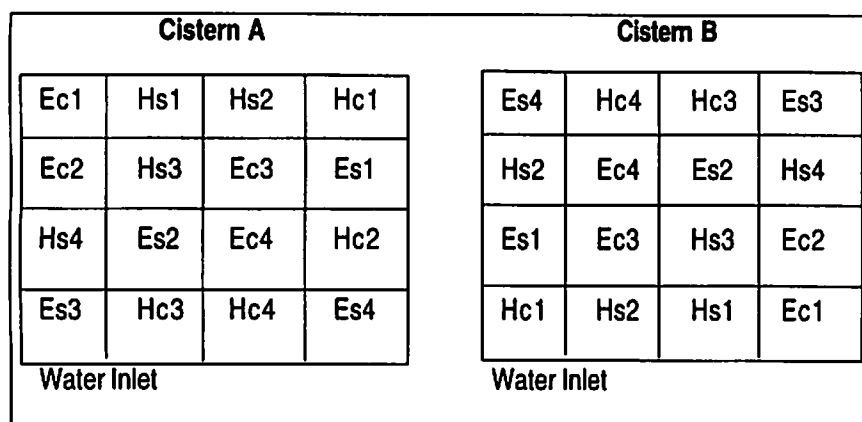 Cistern A Cistern B
Ec1 Hs1 Hs2 Hc1 Es4 Hc4 Hc3 Es3
Ec2 Hs3 Ec3 Es1 Hs2 Ec4 Es2 Hs4
Hs4 Es2 Ec4 Hc2 Es1 Ec3 Hs3 Ec2
Es3 Hc3 Hc4 Es4 Hc1 Hs2 Hs1 Ec1
Water Inlet Water Inlet